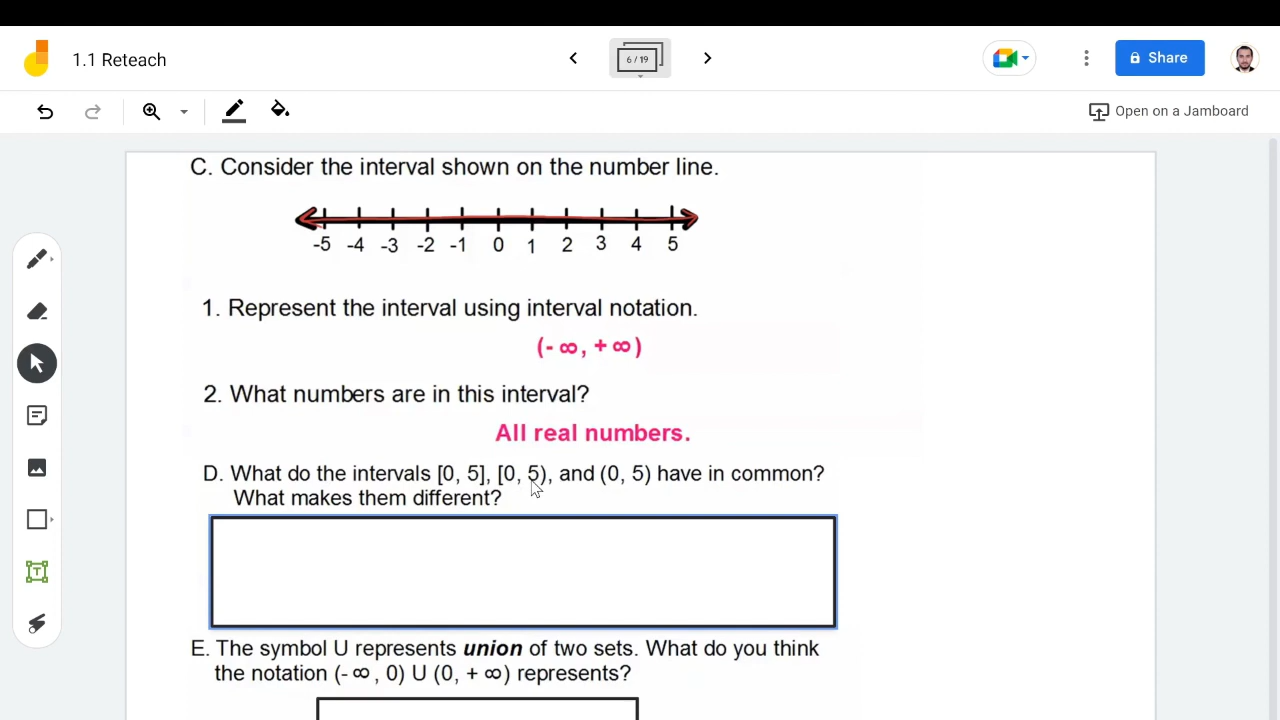 1.1 Reteach
6 / 19
Share
Open on a Jamboard
C. Consider the interval shown on the number line.
-5 -4 -3 -2 -1 0 1 2 3 4 5
1. Represent the interval using interval notation.
(- ∞, + ∞)
2. What numbers are in this interval?
All real numbers.
D. What do the intervals [0, 5], [0, 5), and (0, 5) have in common?
What makes them different?
E. The symbol U represents union of two sets. What do you think
the notation (- ∞, 0) U (0, + ∞) represents?